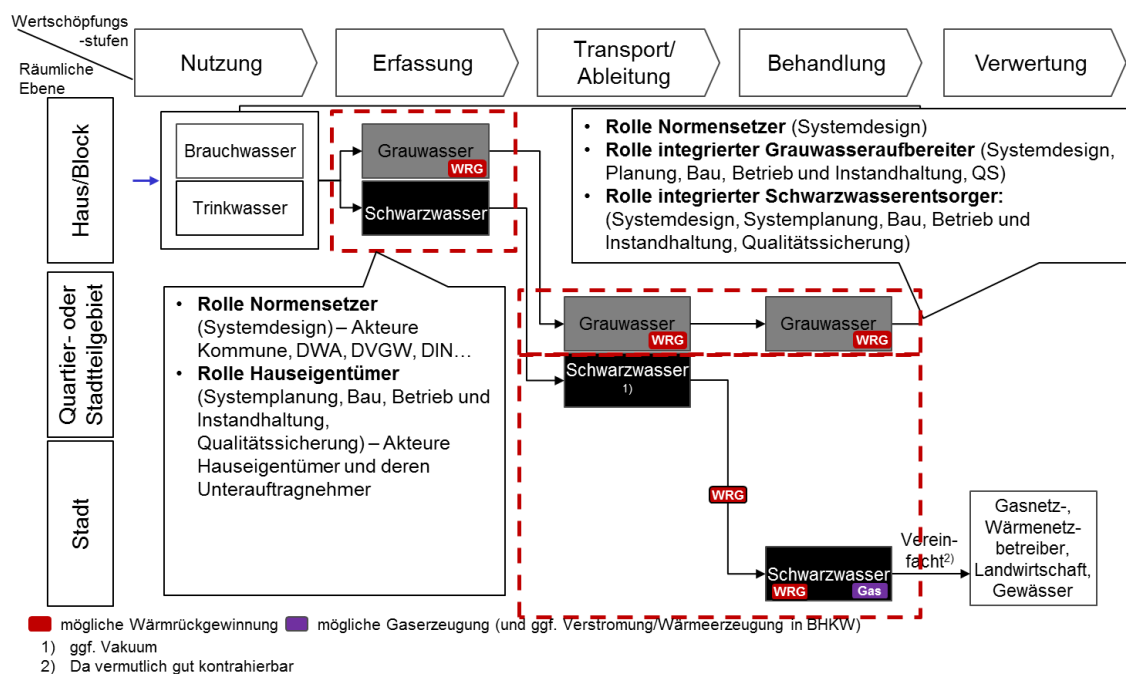 Wertschöpfungs
-stufen
Räumliche
Ebene
Nutzung
Erfassung
Transport/
Ableitung
Behandlung
Verwertung
Haus/Block
Brauchwasser
Trinkwasser
Grauwasser
WRG
Schwarzwasser
• Rolle Normensetzer (Systemdesign)
• Rolle integrierter Grauwasseraufbereiter (Systemdesign,
Planung, Bau, Betrieb und Instandhaltung, QS)
• Rolle integrierter Schwarzwasserentsorger:
(Systemdesign, Systemplanung, Bau, Betrieb und
Instandhaltung, Qualitätssicherung)
Quartier- oder
Stadtteilgebiet
• Rolle Normensetzer
(Systemdesign) – Akteure
Kommune, DWA, DVGW, DIN…
• Rolle Hauseigentümer
(Systemplanung, Bau, Betrieb und
Instandhaltung,
Qualitätssicherung) – Akteure
Hauseigentümer und deren
Unterauftragnehmer
Grauwasser
WRG
Grauwasser
WRG
Schwarzwasser
1)
Stadt
WRG
Schwarzwasser
WRG
Gas
Verein-
facht2)
Gasnetz-,
Wärmenetz-
betreiber,
Landwirtschaft,
Gewässer
mögliche Wärmrückgewinnung
mögliche Gaserzeugung (und ggf. Verstromung/Wärmeerzeugung in BHKW)
1) ggf. Vakuum
2) Da vermutlich gut kontrahierbar